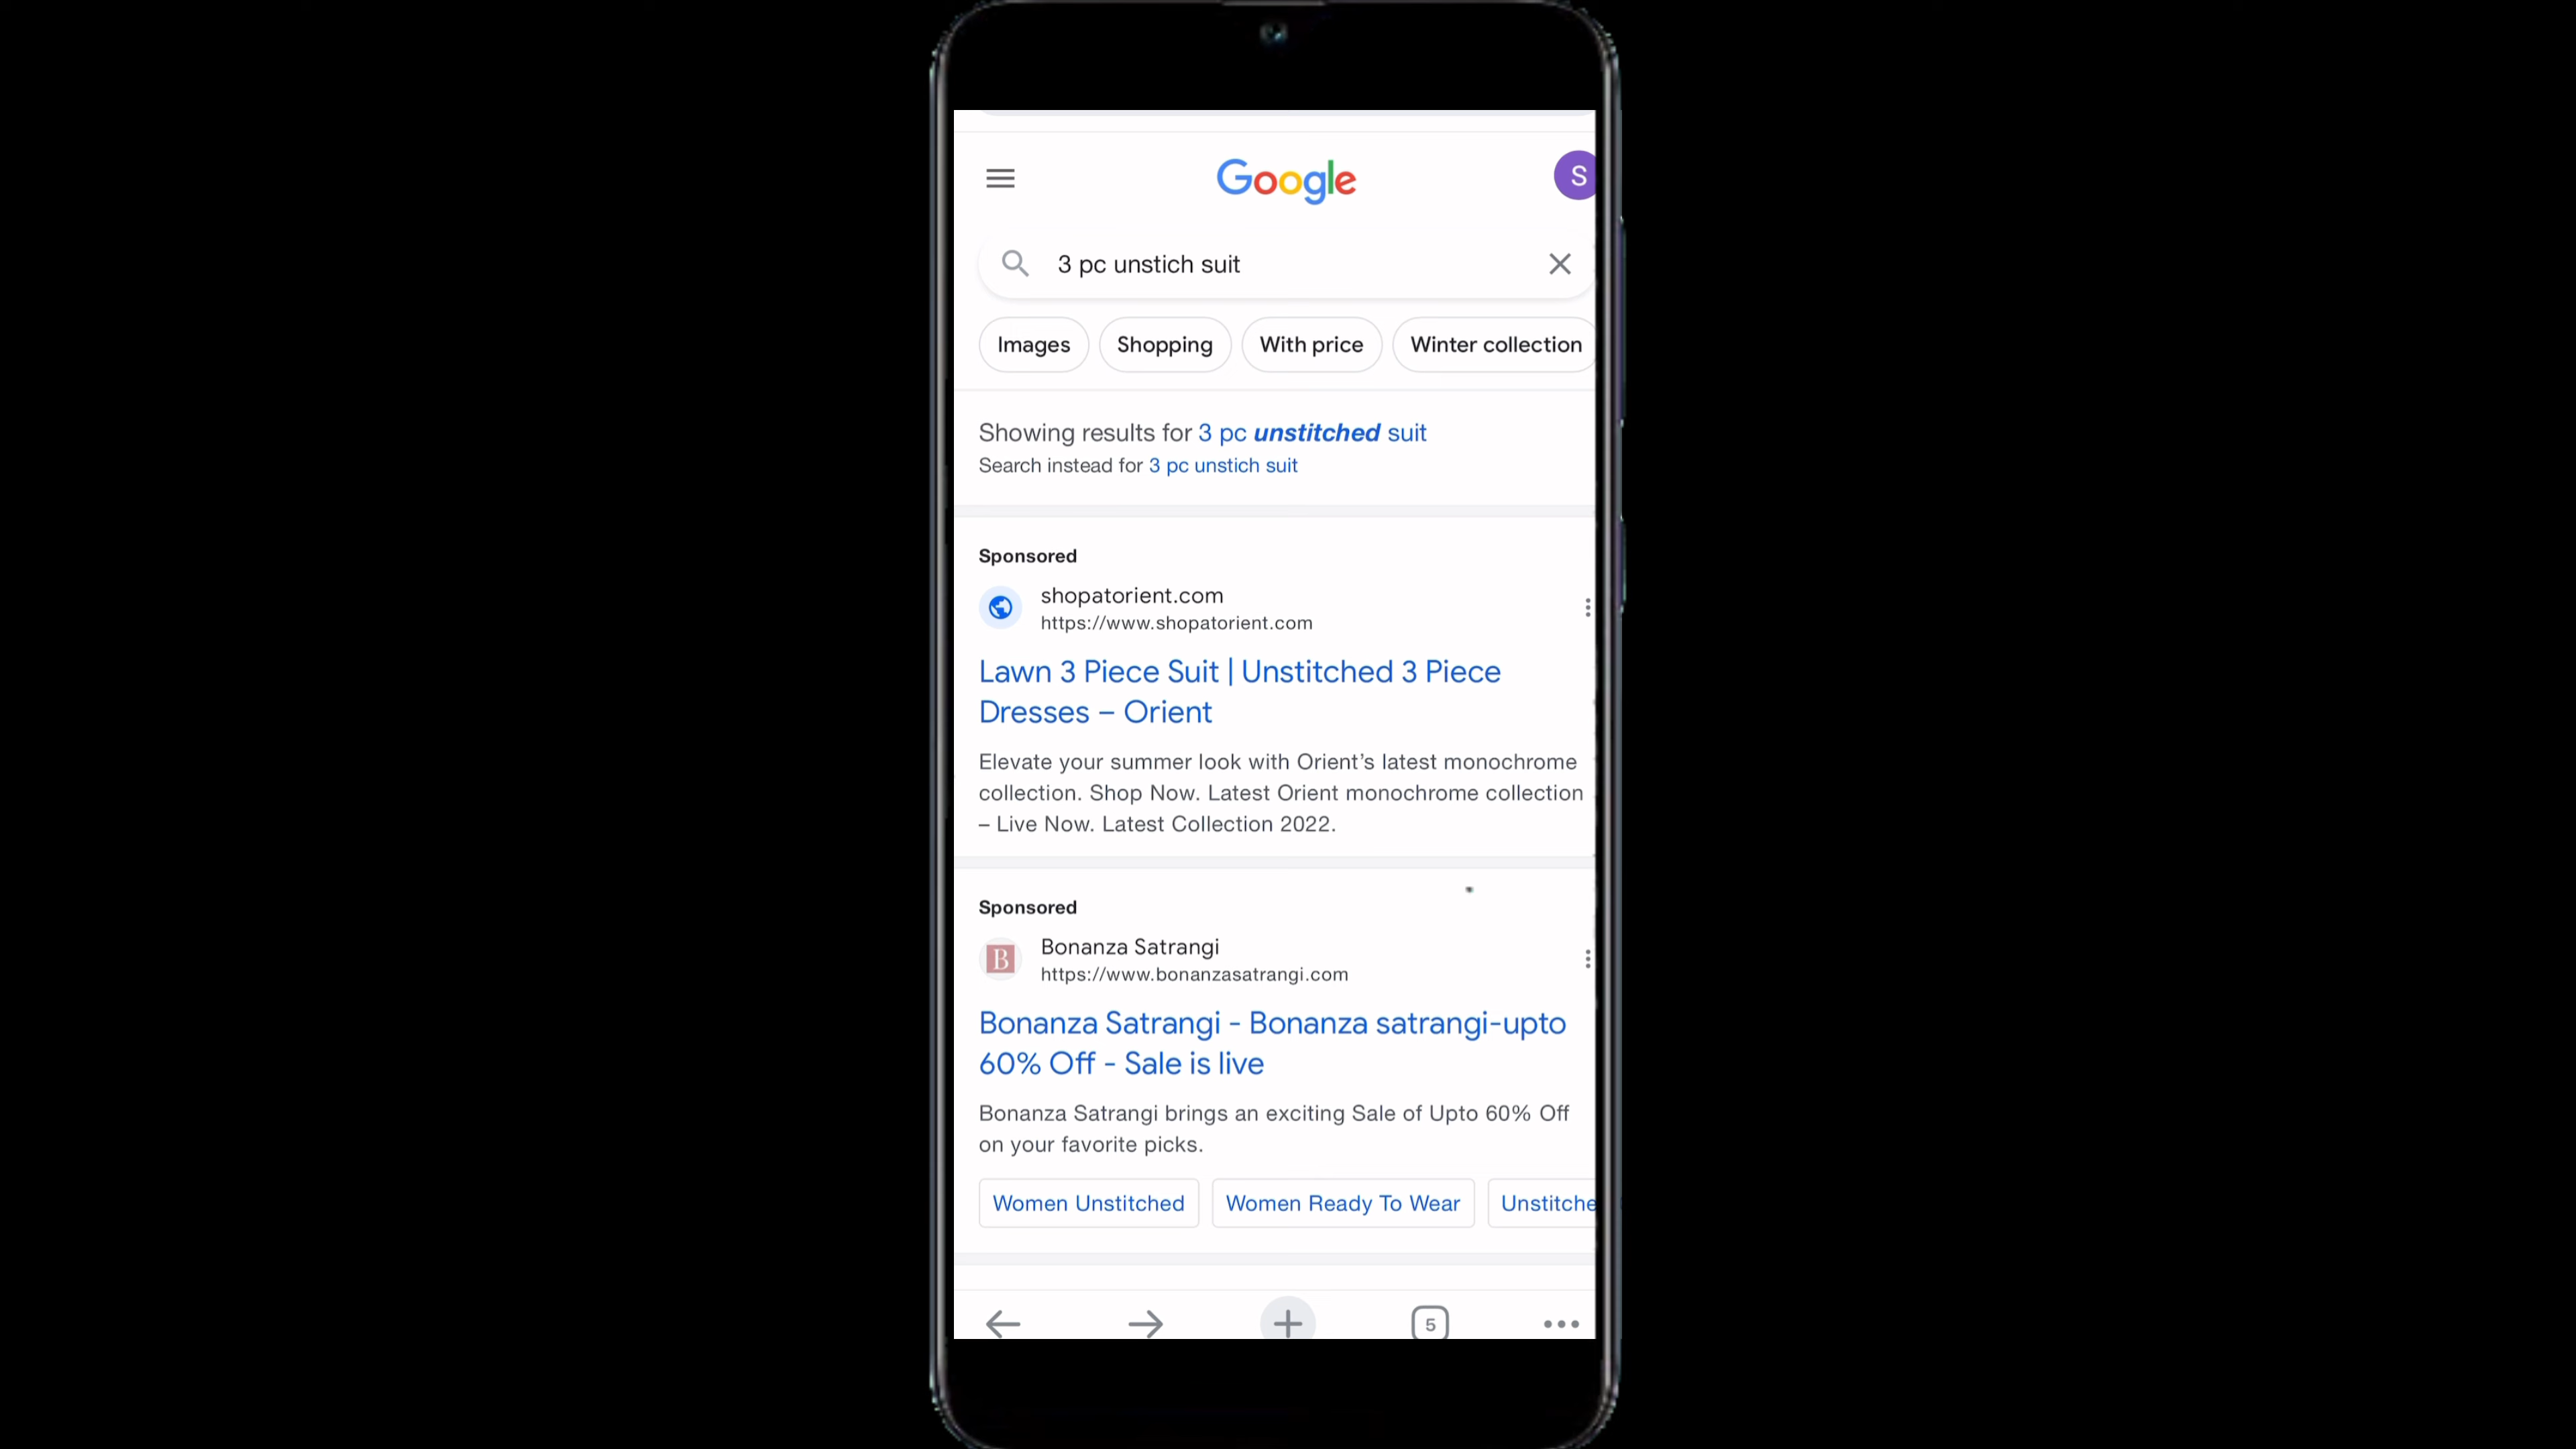 Google
S
3 pc unstich suit
Images
Shopping
With price
Winter collection
Showing results for 3 pc unstitched suit
Search instead for 3 pc unstich suit
Sponsored
shopatorient.com
https://www.shopatorient.com
Lawn 3 Piece Suit | Unstitched 3 Piece
Dresses – Orient
Elevate your summer look with Orient's latest monochrome
collection. Shop Now. Latest Orient monochrome collection
– Live Now. Latest Collection 2022.
Sponsored
B
Bonanza Satrangi
https://www.bonanzasatrangi.com
Bonanza Satrangi - Bonanza satrangi-upto
60% Off - Sale is live
Bonanza Satrangi brings an exciting Sale of Upto 60% Off
on your favorite picks.
Women Unstitched
Women Ready To Wear
Unstitche
5